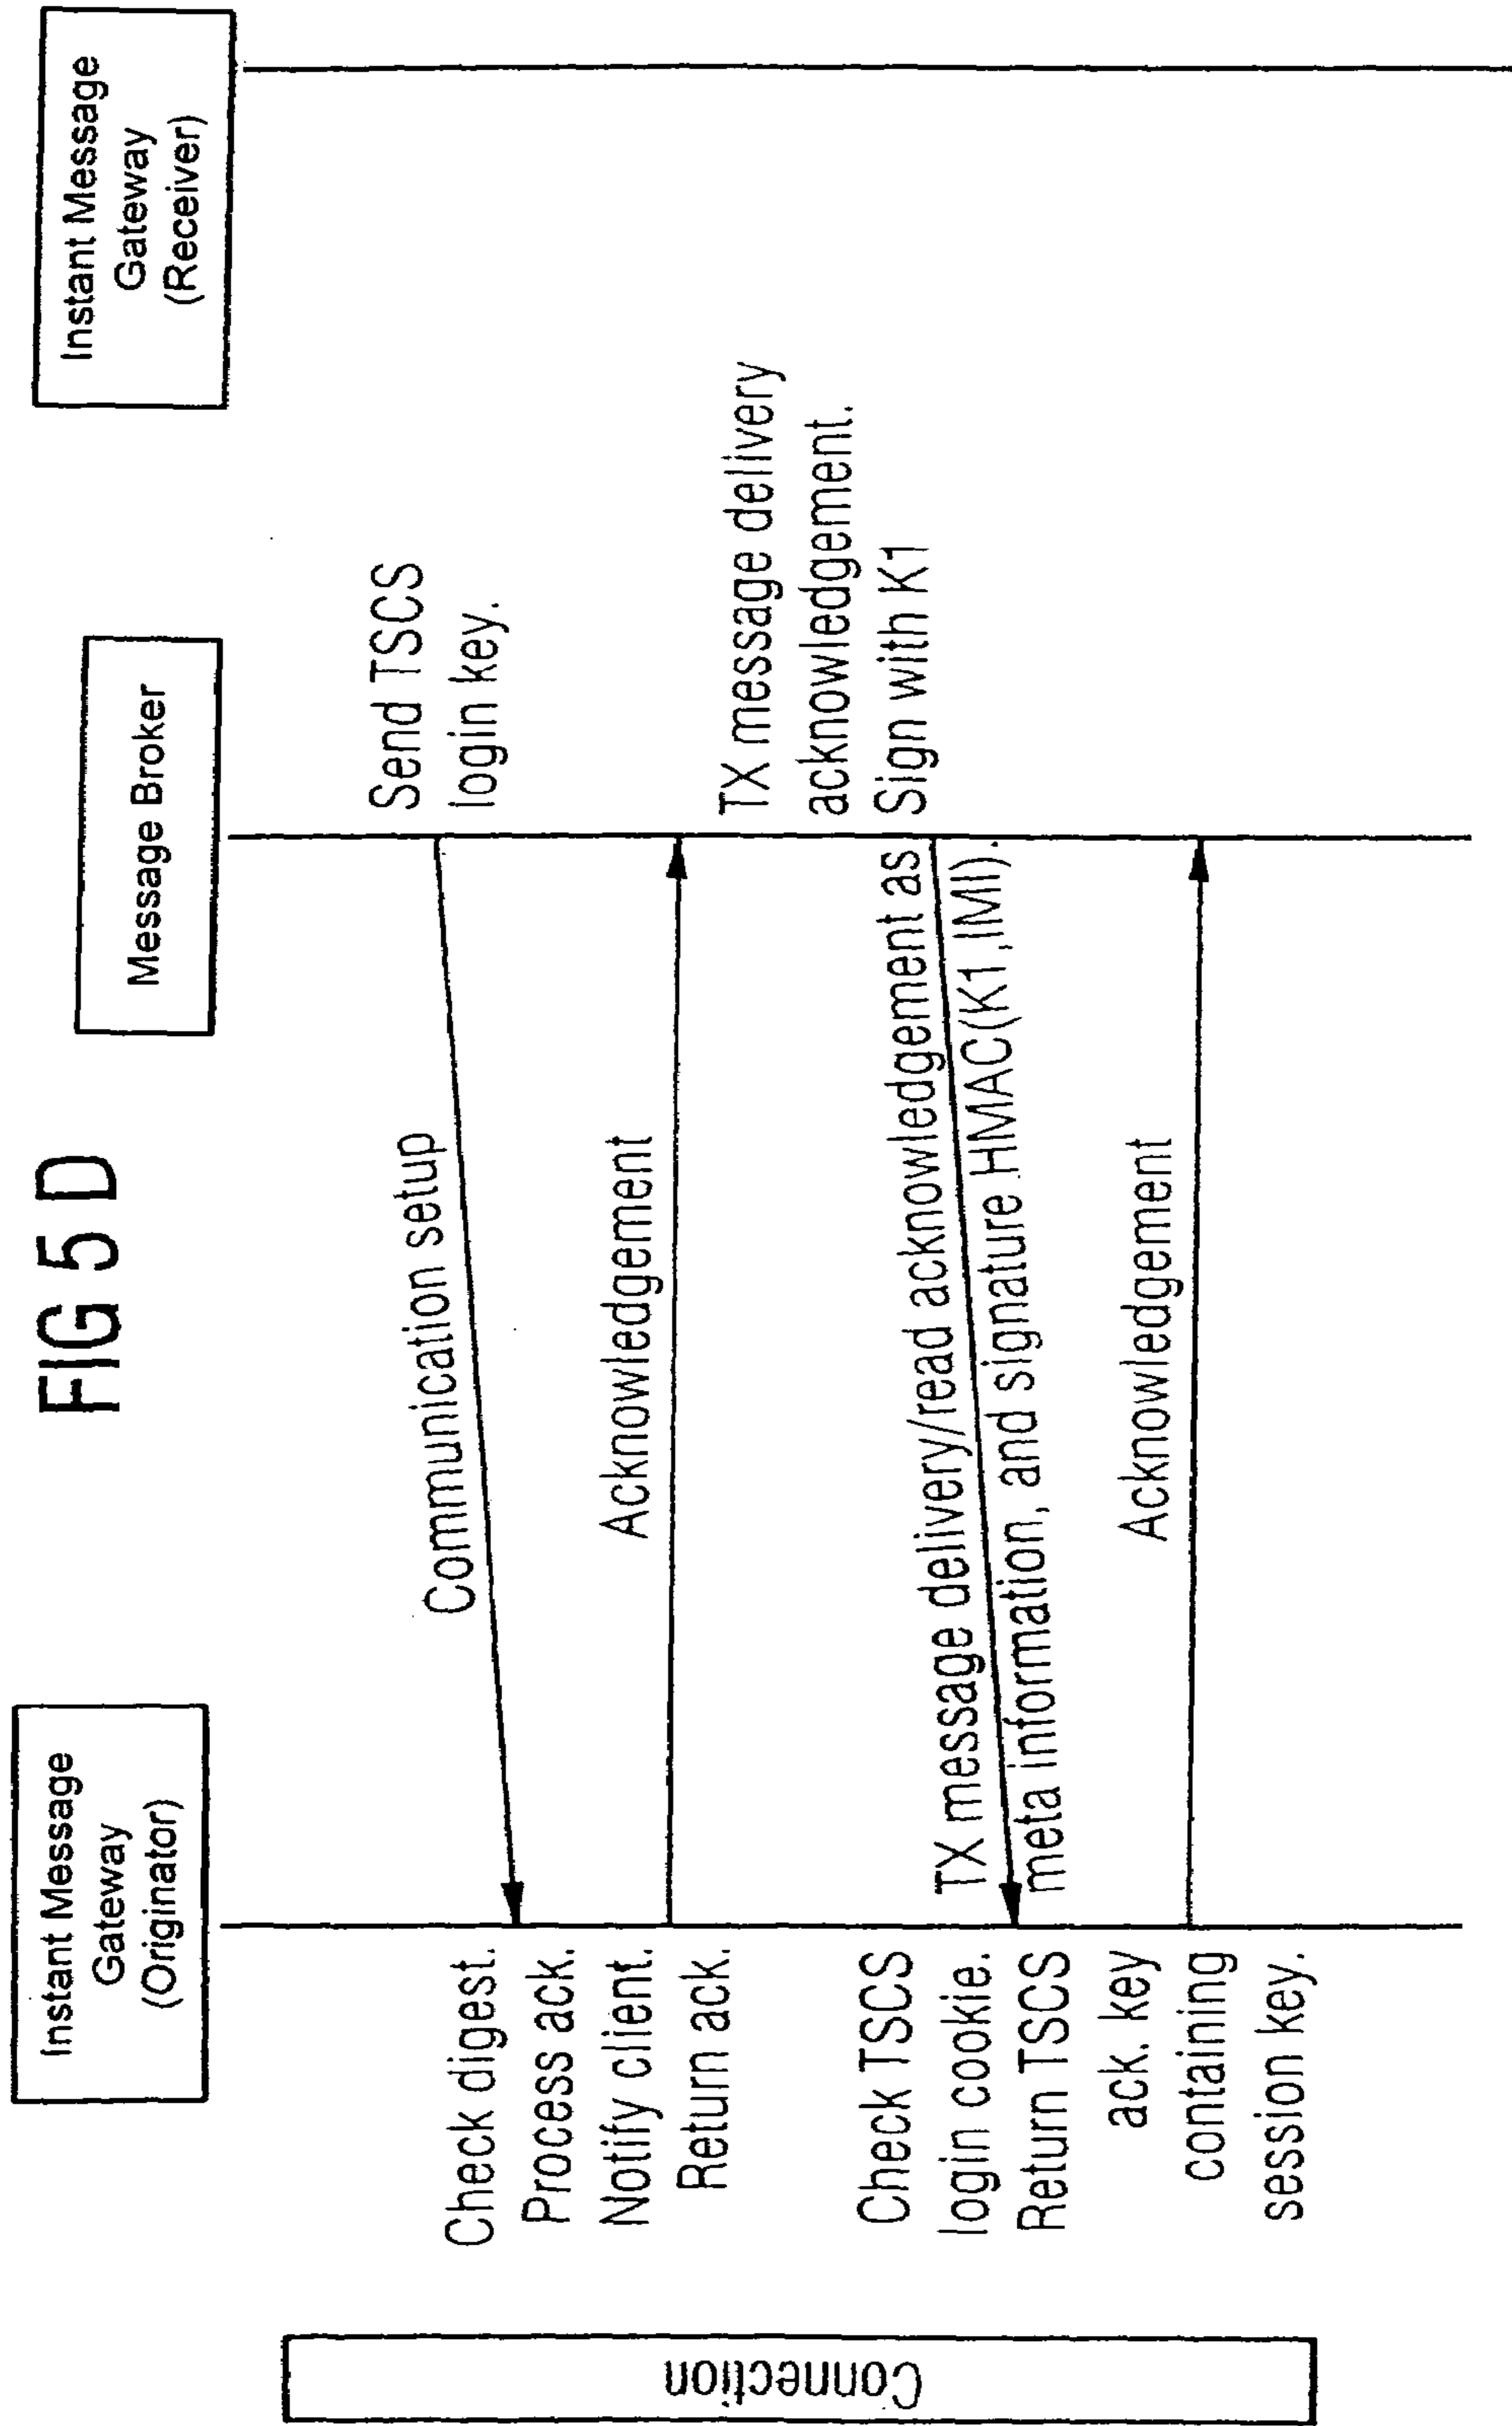 FIG 5 D
Instant Message
Gateway
(Originator)
Message Broker
Instant Message
Gateway
(Receiver)
Connection
Send TSCS
login key.
Communication setup
Check digest.
Process ack.
Notify client.
Return ack.
Acknowledgement
TX message delivery
acknowledgement.
Sign with K1
TX message delivery/read acknowledgement as
meta information, and signature HMAC(K1,IMI).
Check TSCS
login cookie.
Return TSCS
ack. key
containing
session key.
Acknowledgement